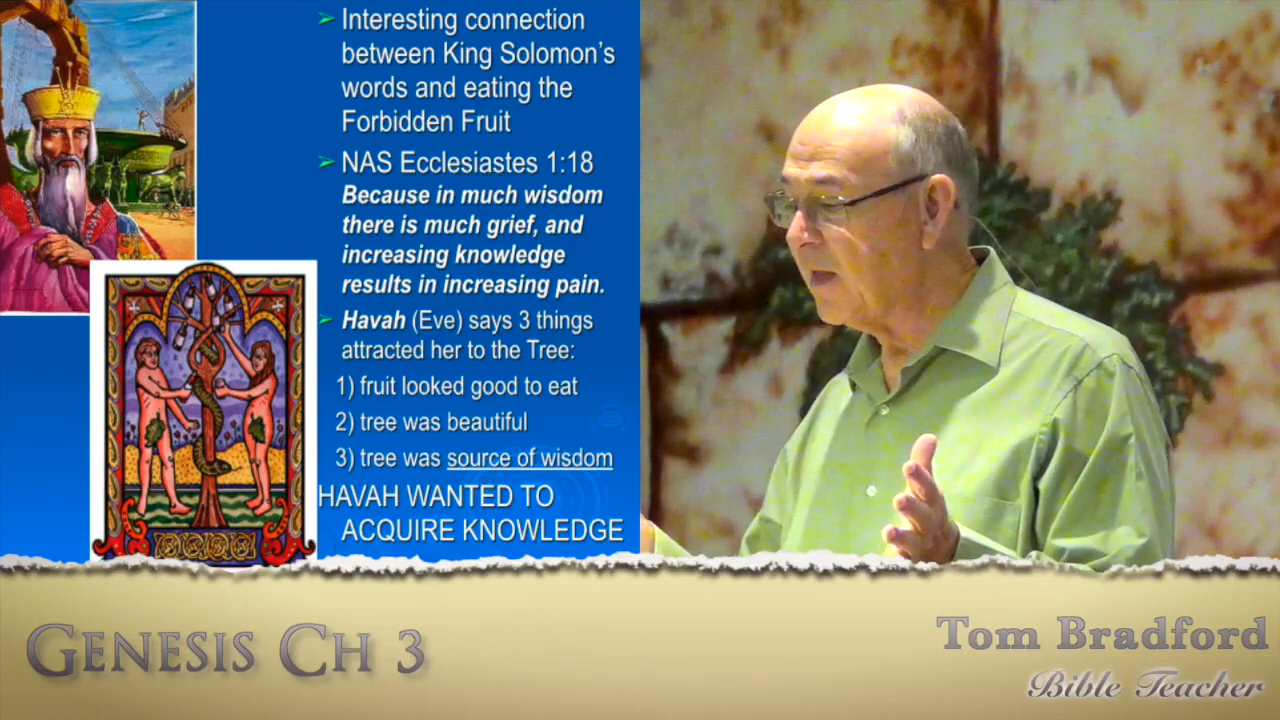 ➢ Interesting connection
between King Solomon's
words and eating the
Forbidden Fruit
➢ NAS Ecclesiastes 1:18
Because in much wisdom
there is much grief, and
increasing knowledge
results in increasing pain.
➢ Havah (Eve) says 3 things
attracted her to the Tree:
1) fruit looked good to eat
2) tree was beautiful
3) tree was source of wisdom
HAVAH WANTED TO
ACQUIRE KNOWLEDGE
Genesis Ch 3
Tom Bradford
Bible Teacher